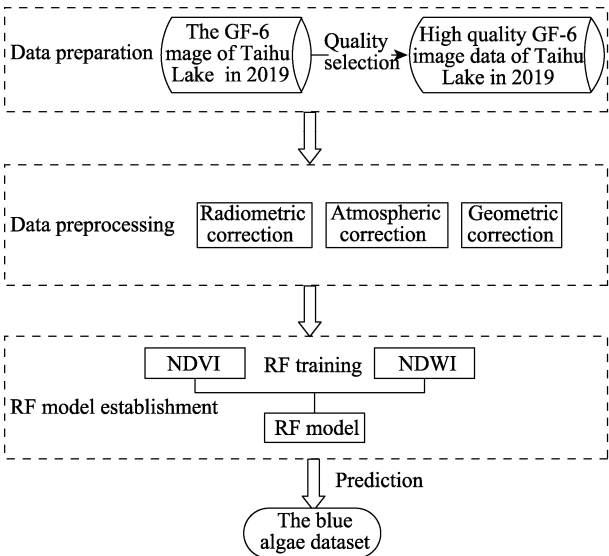 Data preparation
The GF-6
mage of Taihu
Lake in 2019
Quality
selection
High quality GF-6
image data of Taihu
Lake in 2019
Data preprocessing
Radiometric
correction
Atmospheric
correction
Geometric
correction
NDVI
RF training
NDWI
RF model establishment
RF model
Prediction
The blue
algae dataset